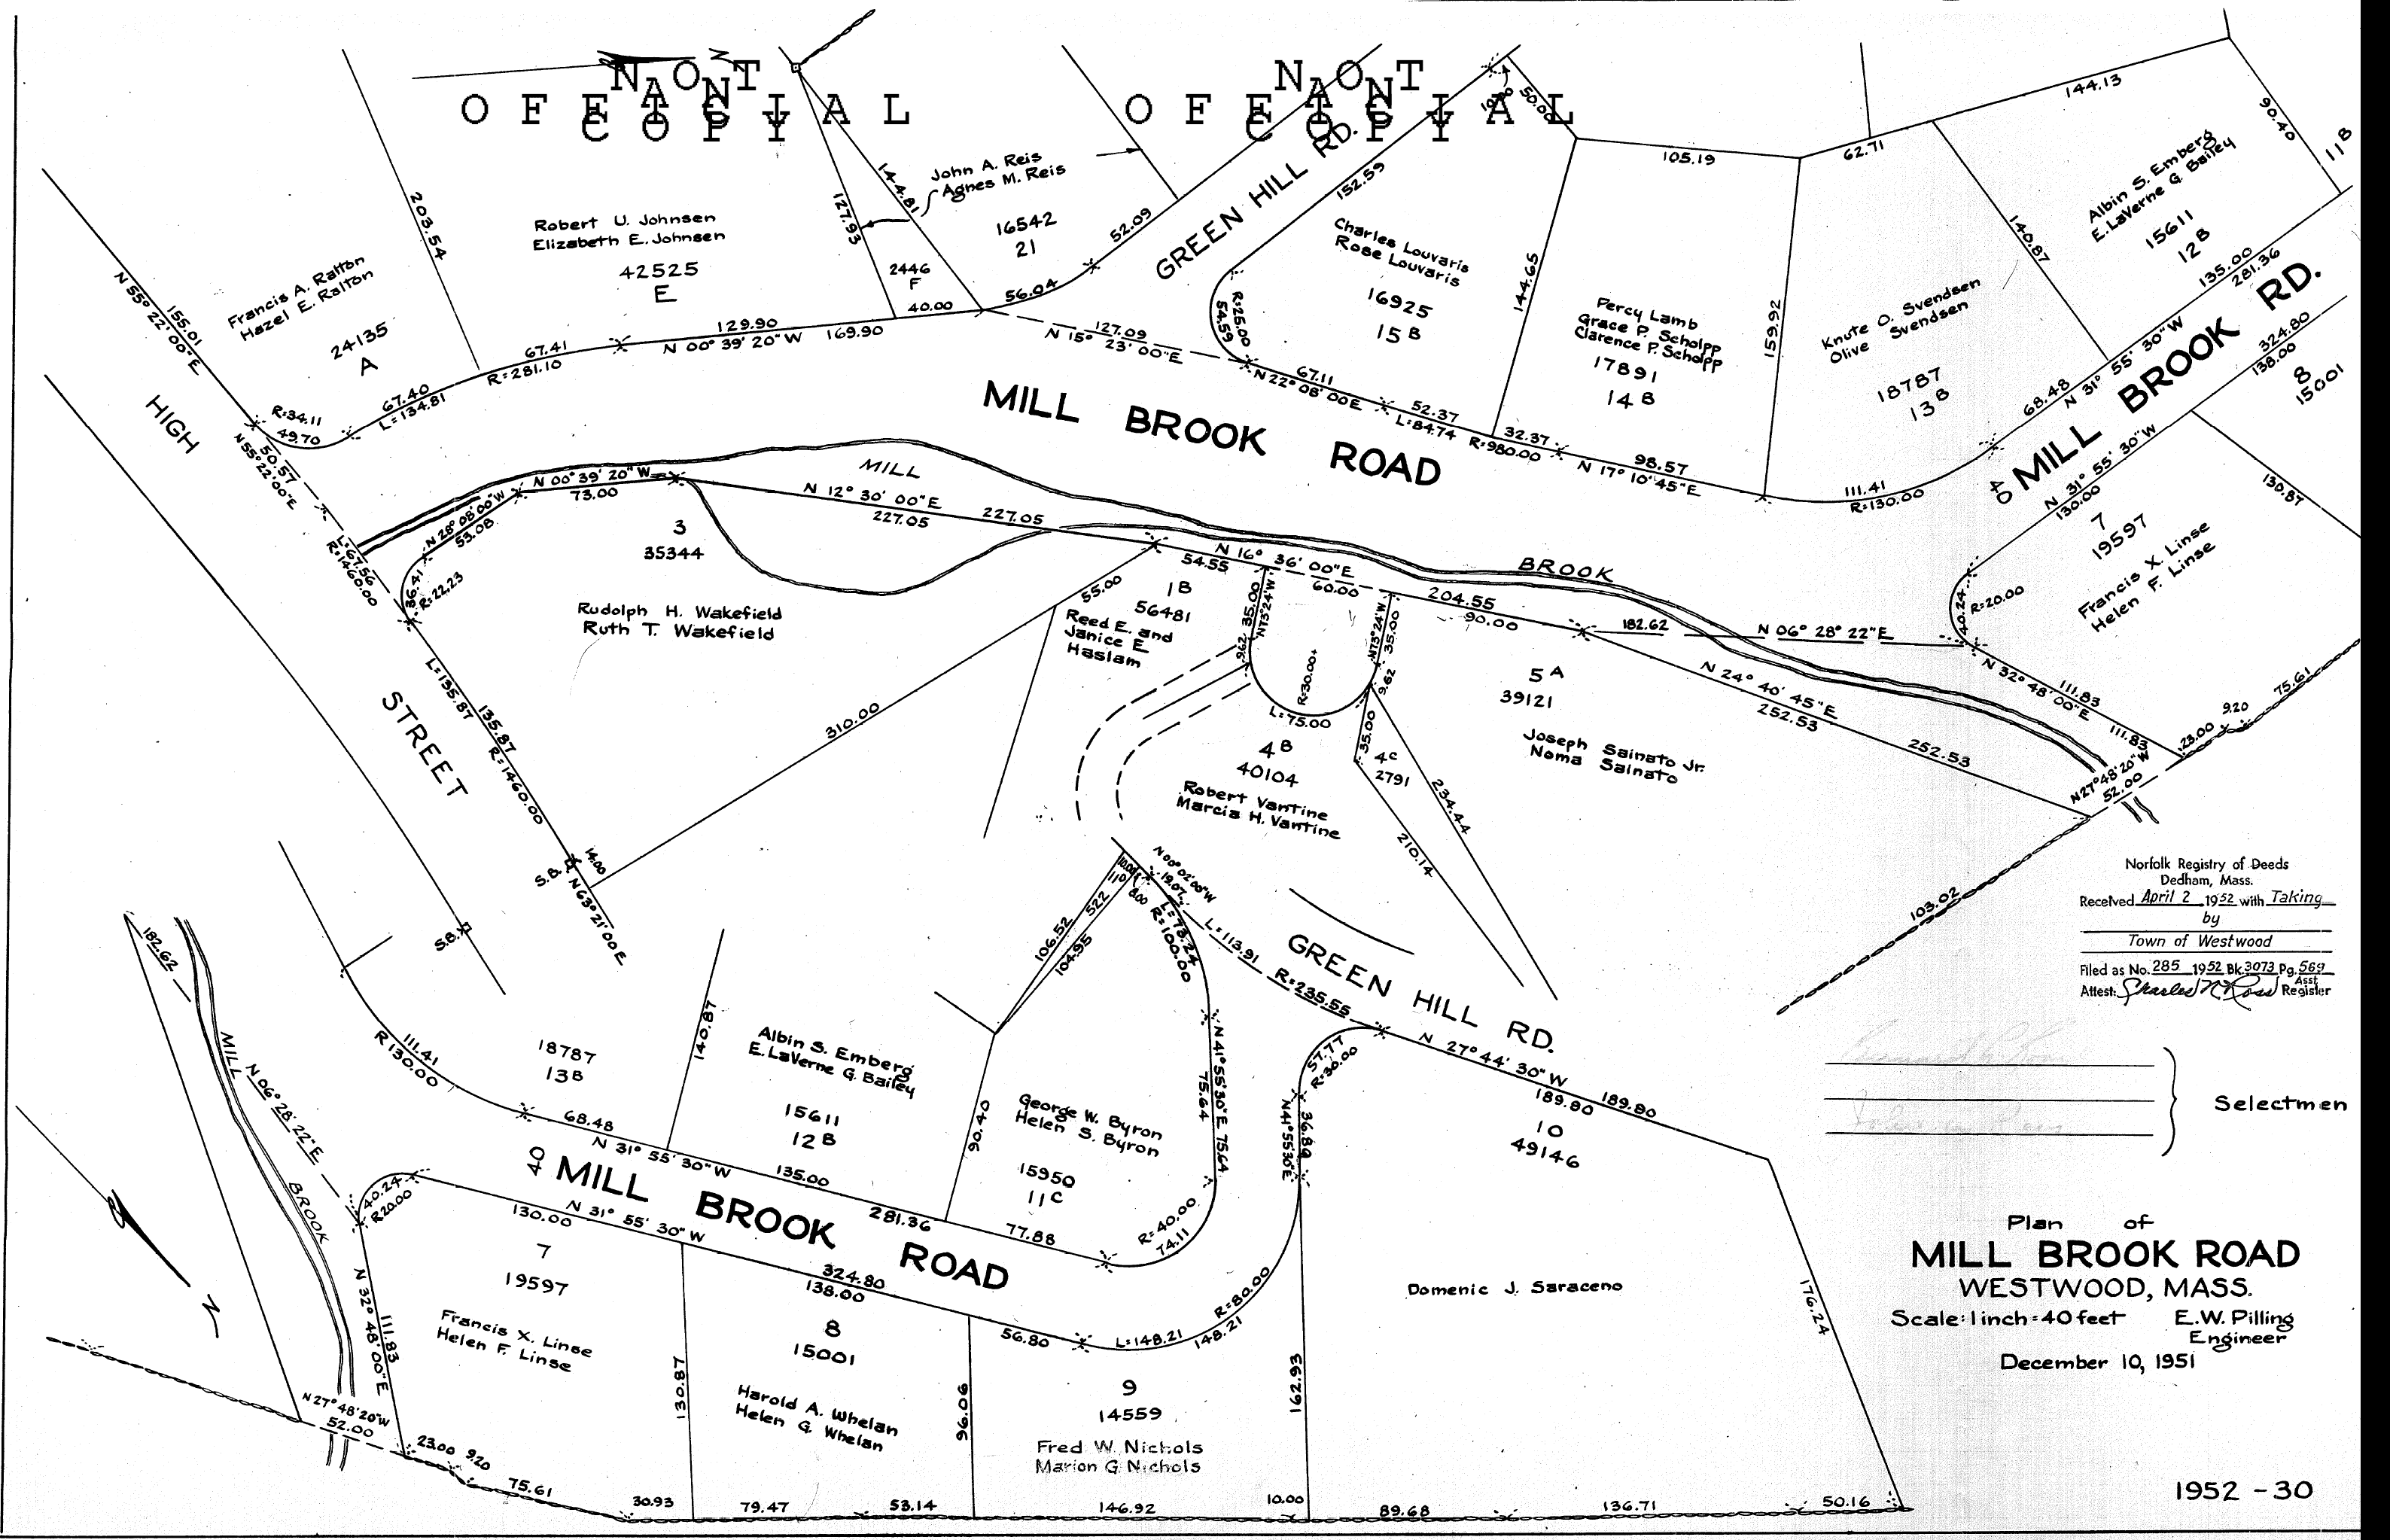 NOT
AN
OFFICIAL
COPY
NOT
AN
OFFICIAL
COPY
N
203.54
Francis A. Ralton
Hazel E. Ralton
24135
A
N 55° 22' 00" E
155.01
R=34.11
49.70
50.57
N 55° 22' 00" E
67.40
L=134.81
67.41
R=281.10
Robert U. Johnsen
Elizabeth E. Johnsen
42525
E
129.90
N 00° 39' 20" W 169.90
127.93
144.81
2446
F
40.00
John A. Reis
Agnes M. Reis
16542
21
56.04
52.09
GREEN HILL RD.
10.00
50.00
152.59
R=25.00
54.59
127.09
N 15° 23' 00" E
Charles Louvaris
Rose Louvaris
16925
15 B
67.11
N 22° 08' 00" E
144.65
105.19
Percy Lamb
Grace P. Scholpp
Clarence P. Scholpp
17891
14 B
52.37
L=84.74
32.37
R=980.00
159.92
62.71
Knute O. Svendsen
Olive Svendsen
18787
13 B
98.57
N 17° 10' 45" E
111.41
R=130.00
140.87
144.13
90.40
11 B
Albin S. Emberg
E. LaVerne G. Bailey
15611
12 B
135.00
281.36
68.48
N 31° 55' 30" W
MILL BROOK RD.
40
324.80
138.00
8
15001
N 31° 55' 30" W
130.00
7
19597
Francis X. Linse
Helen F. Linse
130.87
40.24
R=20.00
HIGH
STREET
MILL BROOK ROAD
MILL
BROOK
L=67.56
R=1460.00
N 28° 08' 00" W
53.08
36.41
R=22.23
N 00° 39' 20" W
73.00
N 12° 30' 00" E
227.05
227.05
3
35344
Rudolph H. Wakefield
Ruth T. Wakefield
L=135.87
135.87
R=1460.00
310.00
55.00
S.B.
14.00
N 63° 21' 00" E
S.B.
54.55
N 16° 36' 00" E
60.00
1 B
56481
Reed E. and
Janice E.
Haslam
35.00
N 73° 24' W
9.62
R=30.00
L=75.00
N 73° 24' W
35.00
9.62
35.00
204.55
90.00
182.62
N 06° 28' 22" E
5 A
39121
Joseph Sainato Jr.
Noma Sainato
N 24° 40' 45" E
252.53
252.53
N 32° 48' 00" E
111.83
111.83
23.00
9.20
75.61
N 27° 48' 20" W
52.00
103.02
4 B
40104
Robert Vantine
Marcia H. Vantine
4 C
2791
234.44
210.14
Norfolk Registry of Deeds
Dedham, Mass.
Received April 2 1952 with Taking
by
Town of Westwood
Filed as No. 285 1952 Bk. 3073 Pg. 569
Attest: Charles N Ross Asst Register
Selectmen
182.62
MILL
BROOK
N 06° 28' 22" E
N
111.41
R 130.00
18787
13 B
68.48
N 31° 55' 30" W
140.87
Albin S. Emberg
E. LaVerne G. Bailey
15611
12 B
135.00
281.36
90.40
106.52
522
104.95
10.00
11 D
8.00
N 00° 02' 00" W
19.07
L=73.24
R=100.00
L=113.91
R=235.55
GREEN HILL RD.
George W. Byron
Helen S. Byron
15950
11 C
77.88
N 41° 55' 30" E 75.64
75.64
R=40.00
74.11
57.77
R=30.00
36.89
N 41° 55' 30" E
N 27° 44' 30" W
189.80
189.80
10
49146
Domenic J. Saraceno
176.24
40
MILL BROOK ROAD
40.24
R 20.00
130.00
N 31° 55' 30" W
7
19597
Francis X. Linse
Helen F. Linse
N 32° 48' 00" E
111.83
N 27° 48' 20" W
52.00
23.00
9.20
75.61
30.93
130.87
324.80
138.00
8
15001
Harold A. Whelan
Helen G. Whelan
79.47
53.14
96.06
56.80
L=148.21
148.21
R=80.00
9
14559
Fred W. Nichols
Marion G. Nichols
146.92
162.93
10.00
89.68
136.71
50.16
Plan of
MILL BROOK ROAD
WESTWOOD, MASS.
Scale: 1 inch = 40 feet
E.W. Pilling
Engineer
December 10, 1951
1952 - 30